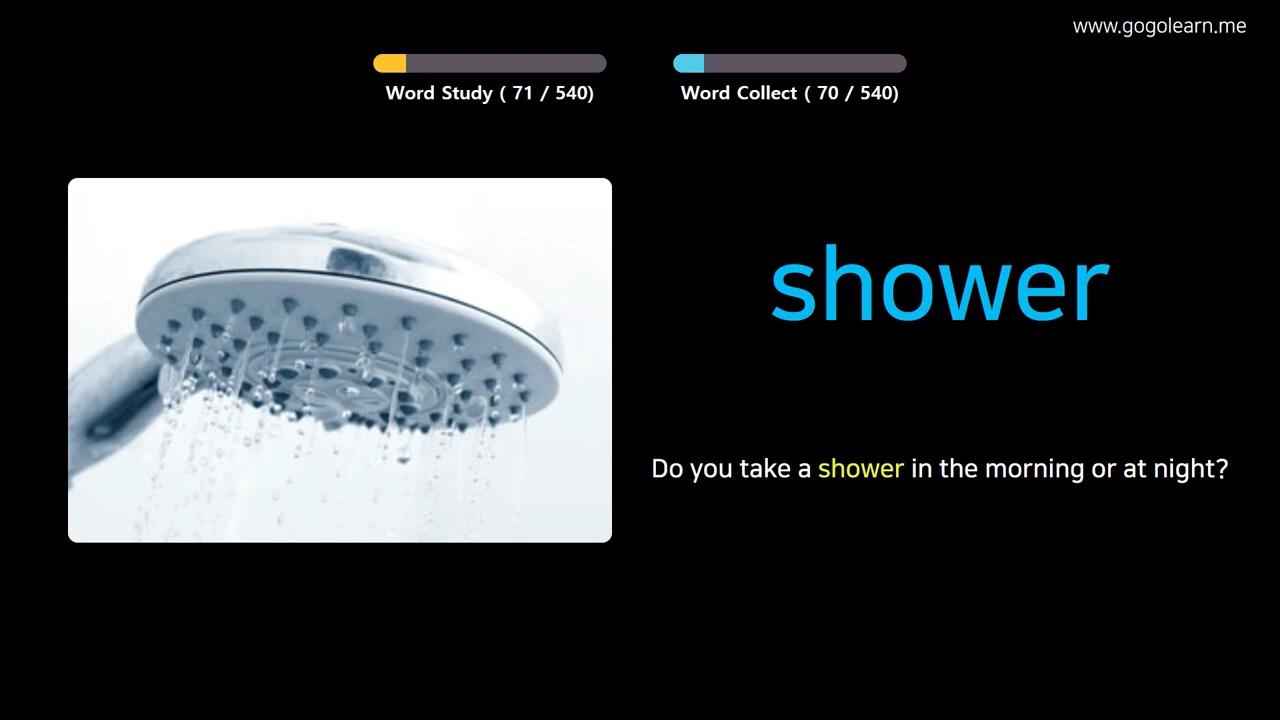 www.gogolearn.me
Word Study ( 71 / 540)
Word Collect ( 70 / 540)
shower
Do you take a shower in the morning or at night?